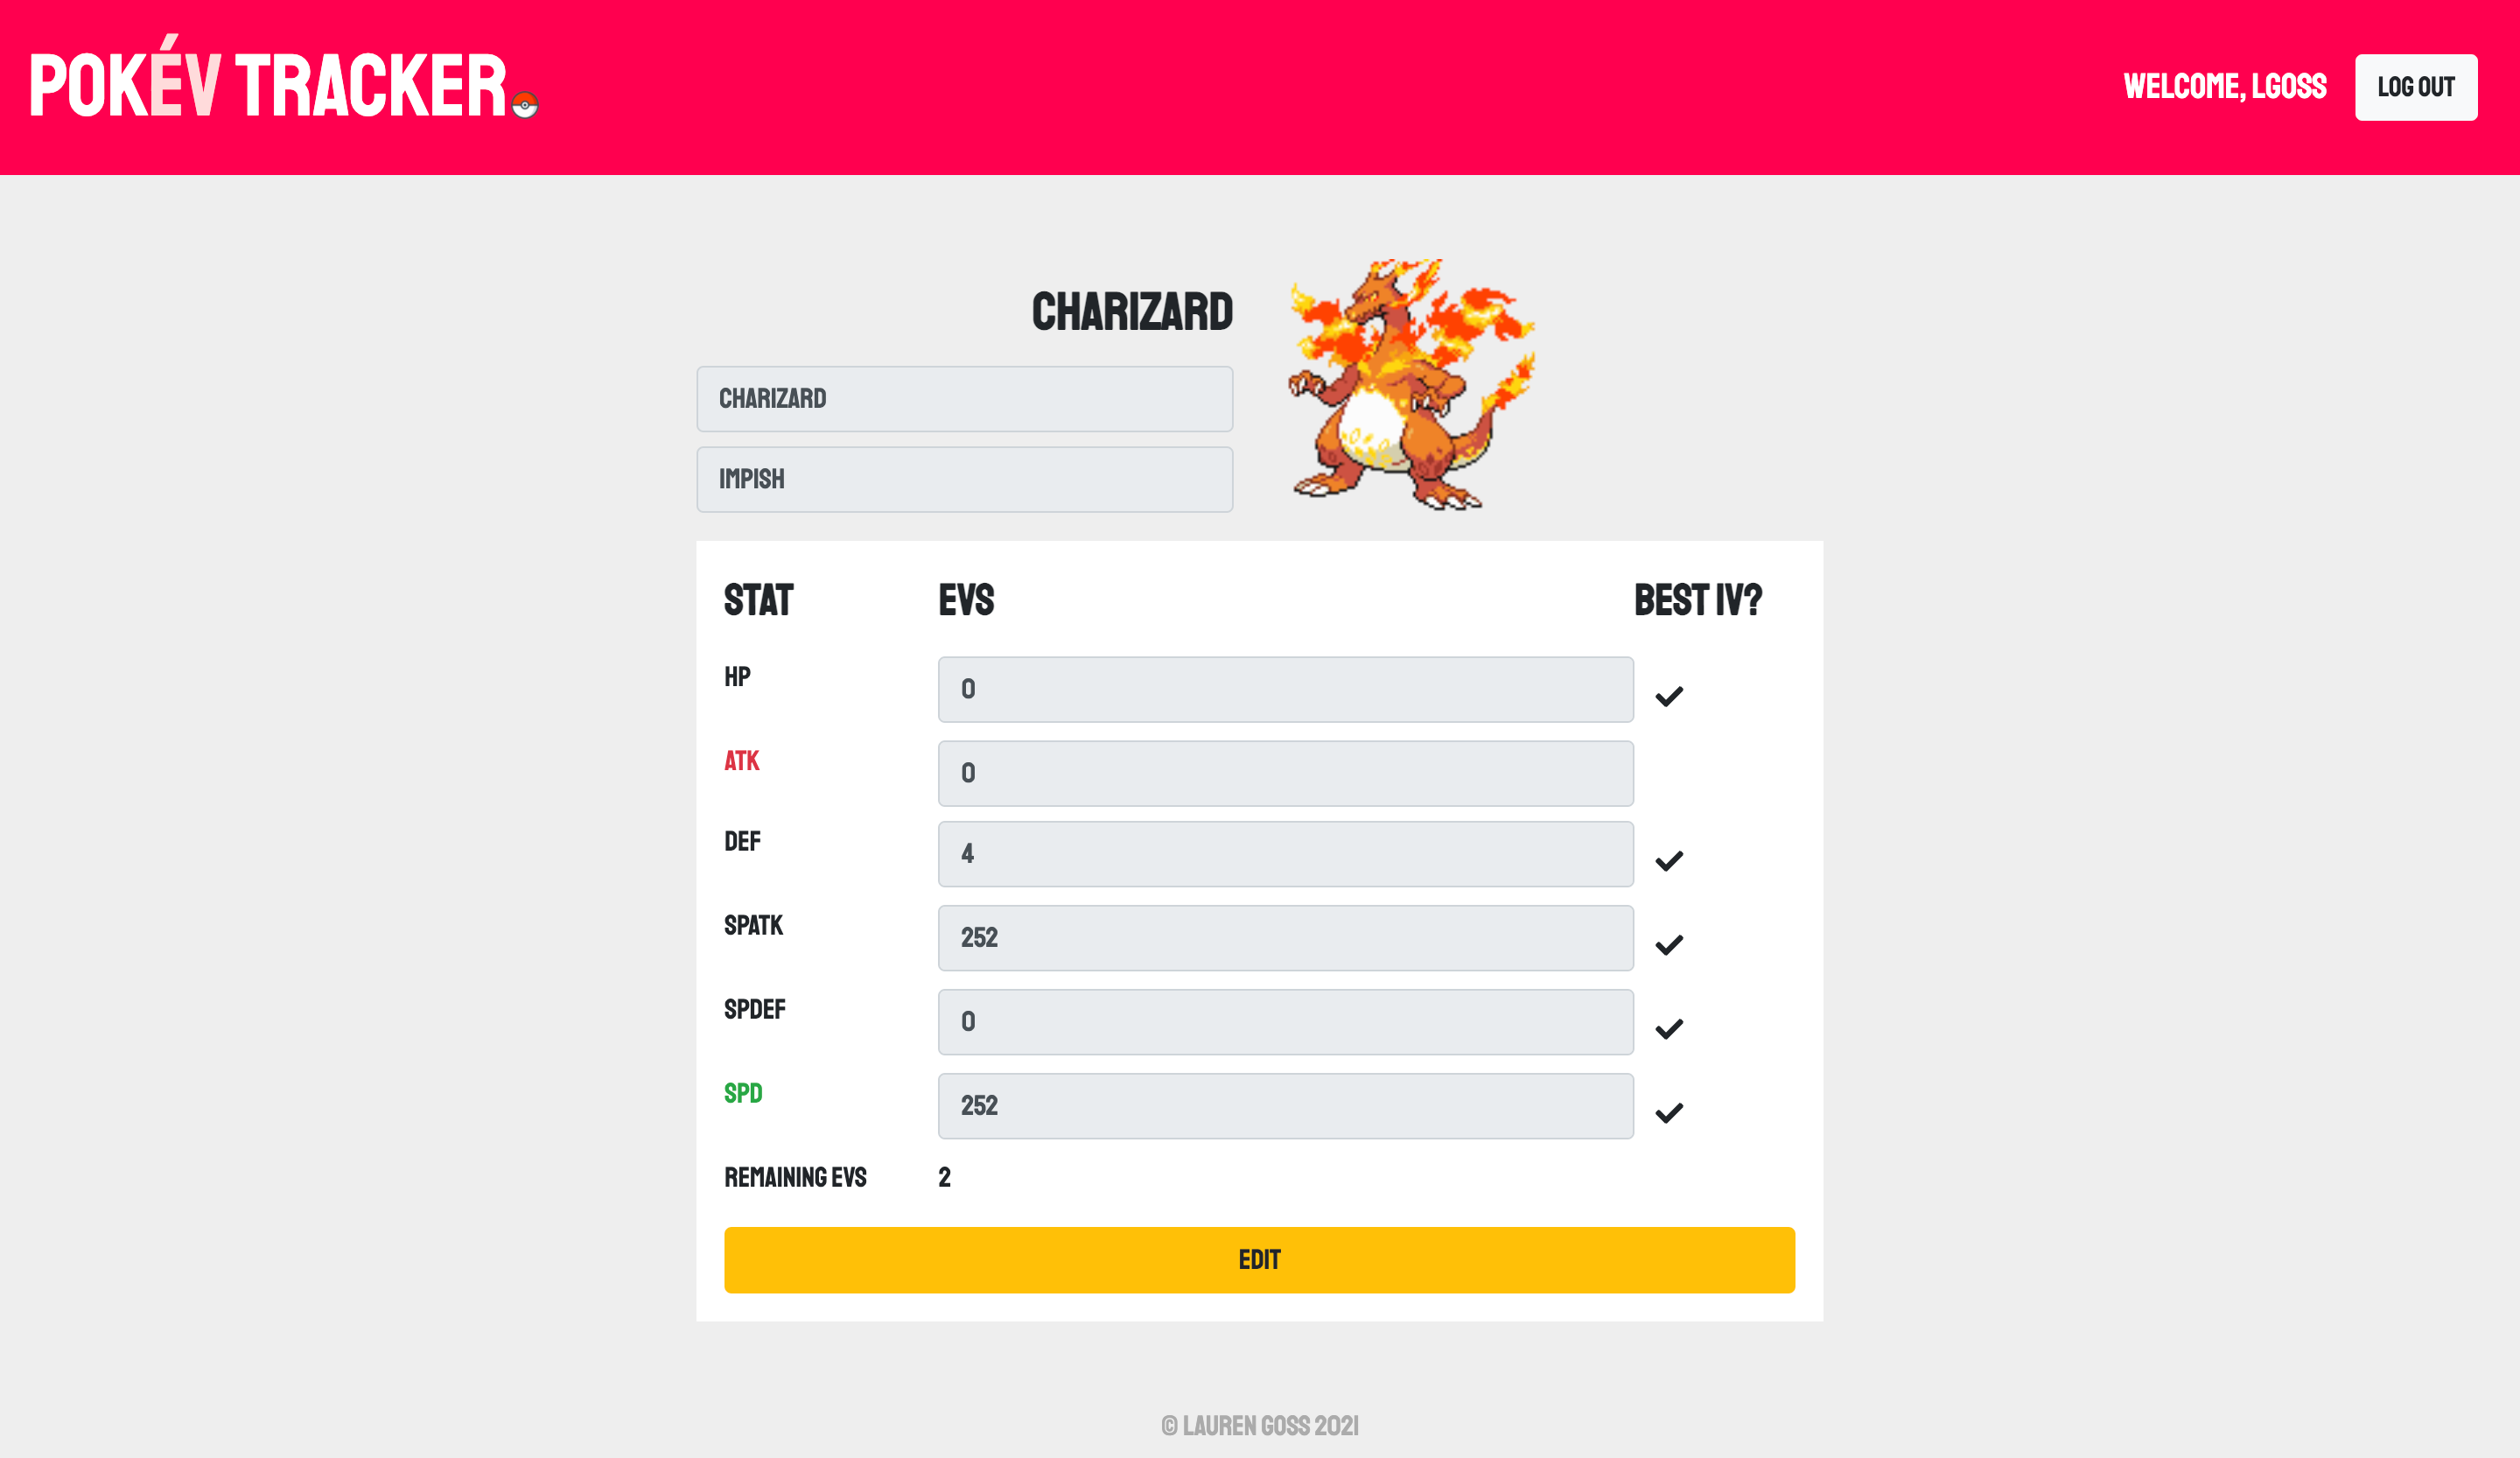 POKÉV TRACKER
WELCOME, LGOSS
LOG OUT
CHARIZARD
CHARIZARD
IMPISH
STAT EVS BEST IV?
HP 0
ATK 0
DEF 4
SPATK 252
SPDEF 0
SPD 252
REMAINING EVS 2
EDIT
© LAUREN GOSS 2021